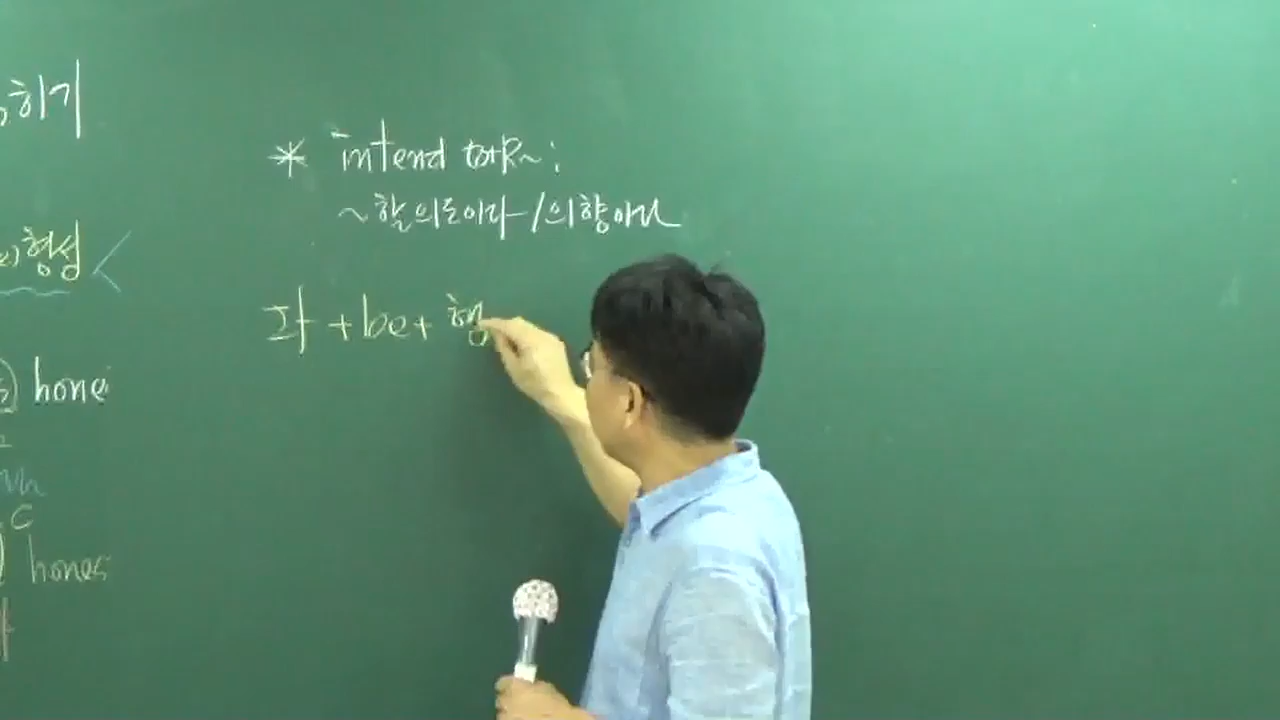 하기
* intend to+R~ :
~할 의도이다/의향이다
형성
과 + be + 형
hones
hones